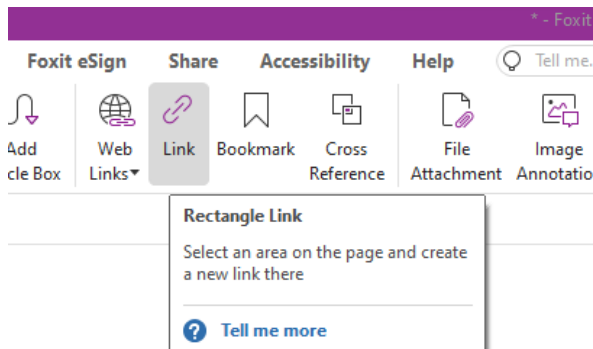 * - Foxit
Foxit eSign Share Accessibility Help Tell me.
Add Web Link Bookmark Cross File Image
cle Box Links▾ Reference Attachment Annotatio
Rectangle Link
Select an area on the page and create
a new link there
? Tell me more